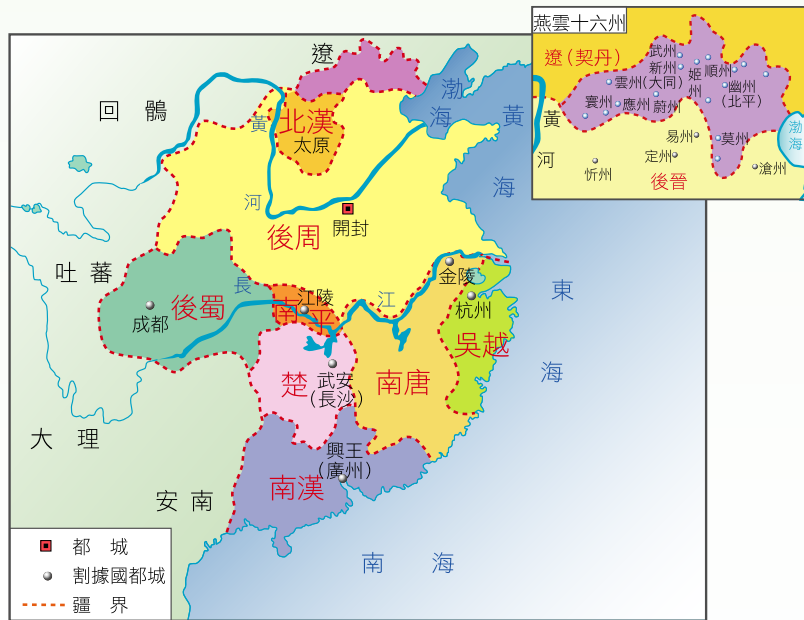 燕雲十六州
遼(契丹)
武州
新州
雲州(大同)
媯州
順州
幽州
(北平)
寰州
應州
蔚州
黃河
易州
莫州
定州
忻州
滄州
後晉
渤海
遼
回鶻
北漢
太原
渤海
黃海
黃河
開封
後周
吐蕃
後蜀
成都
長江
江陵
南平
金陵
杭州
吳越
東海
楚
武安
(長沙)
南唐
大理
興王
(廣州)
南漢
安南
南海
都城
割據國都城
疆界